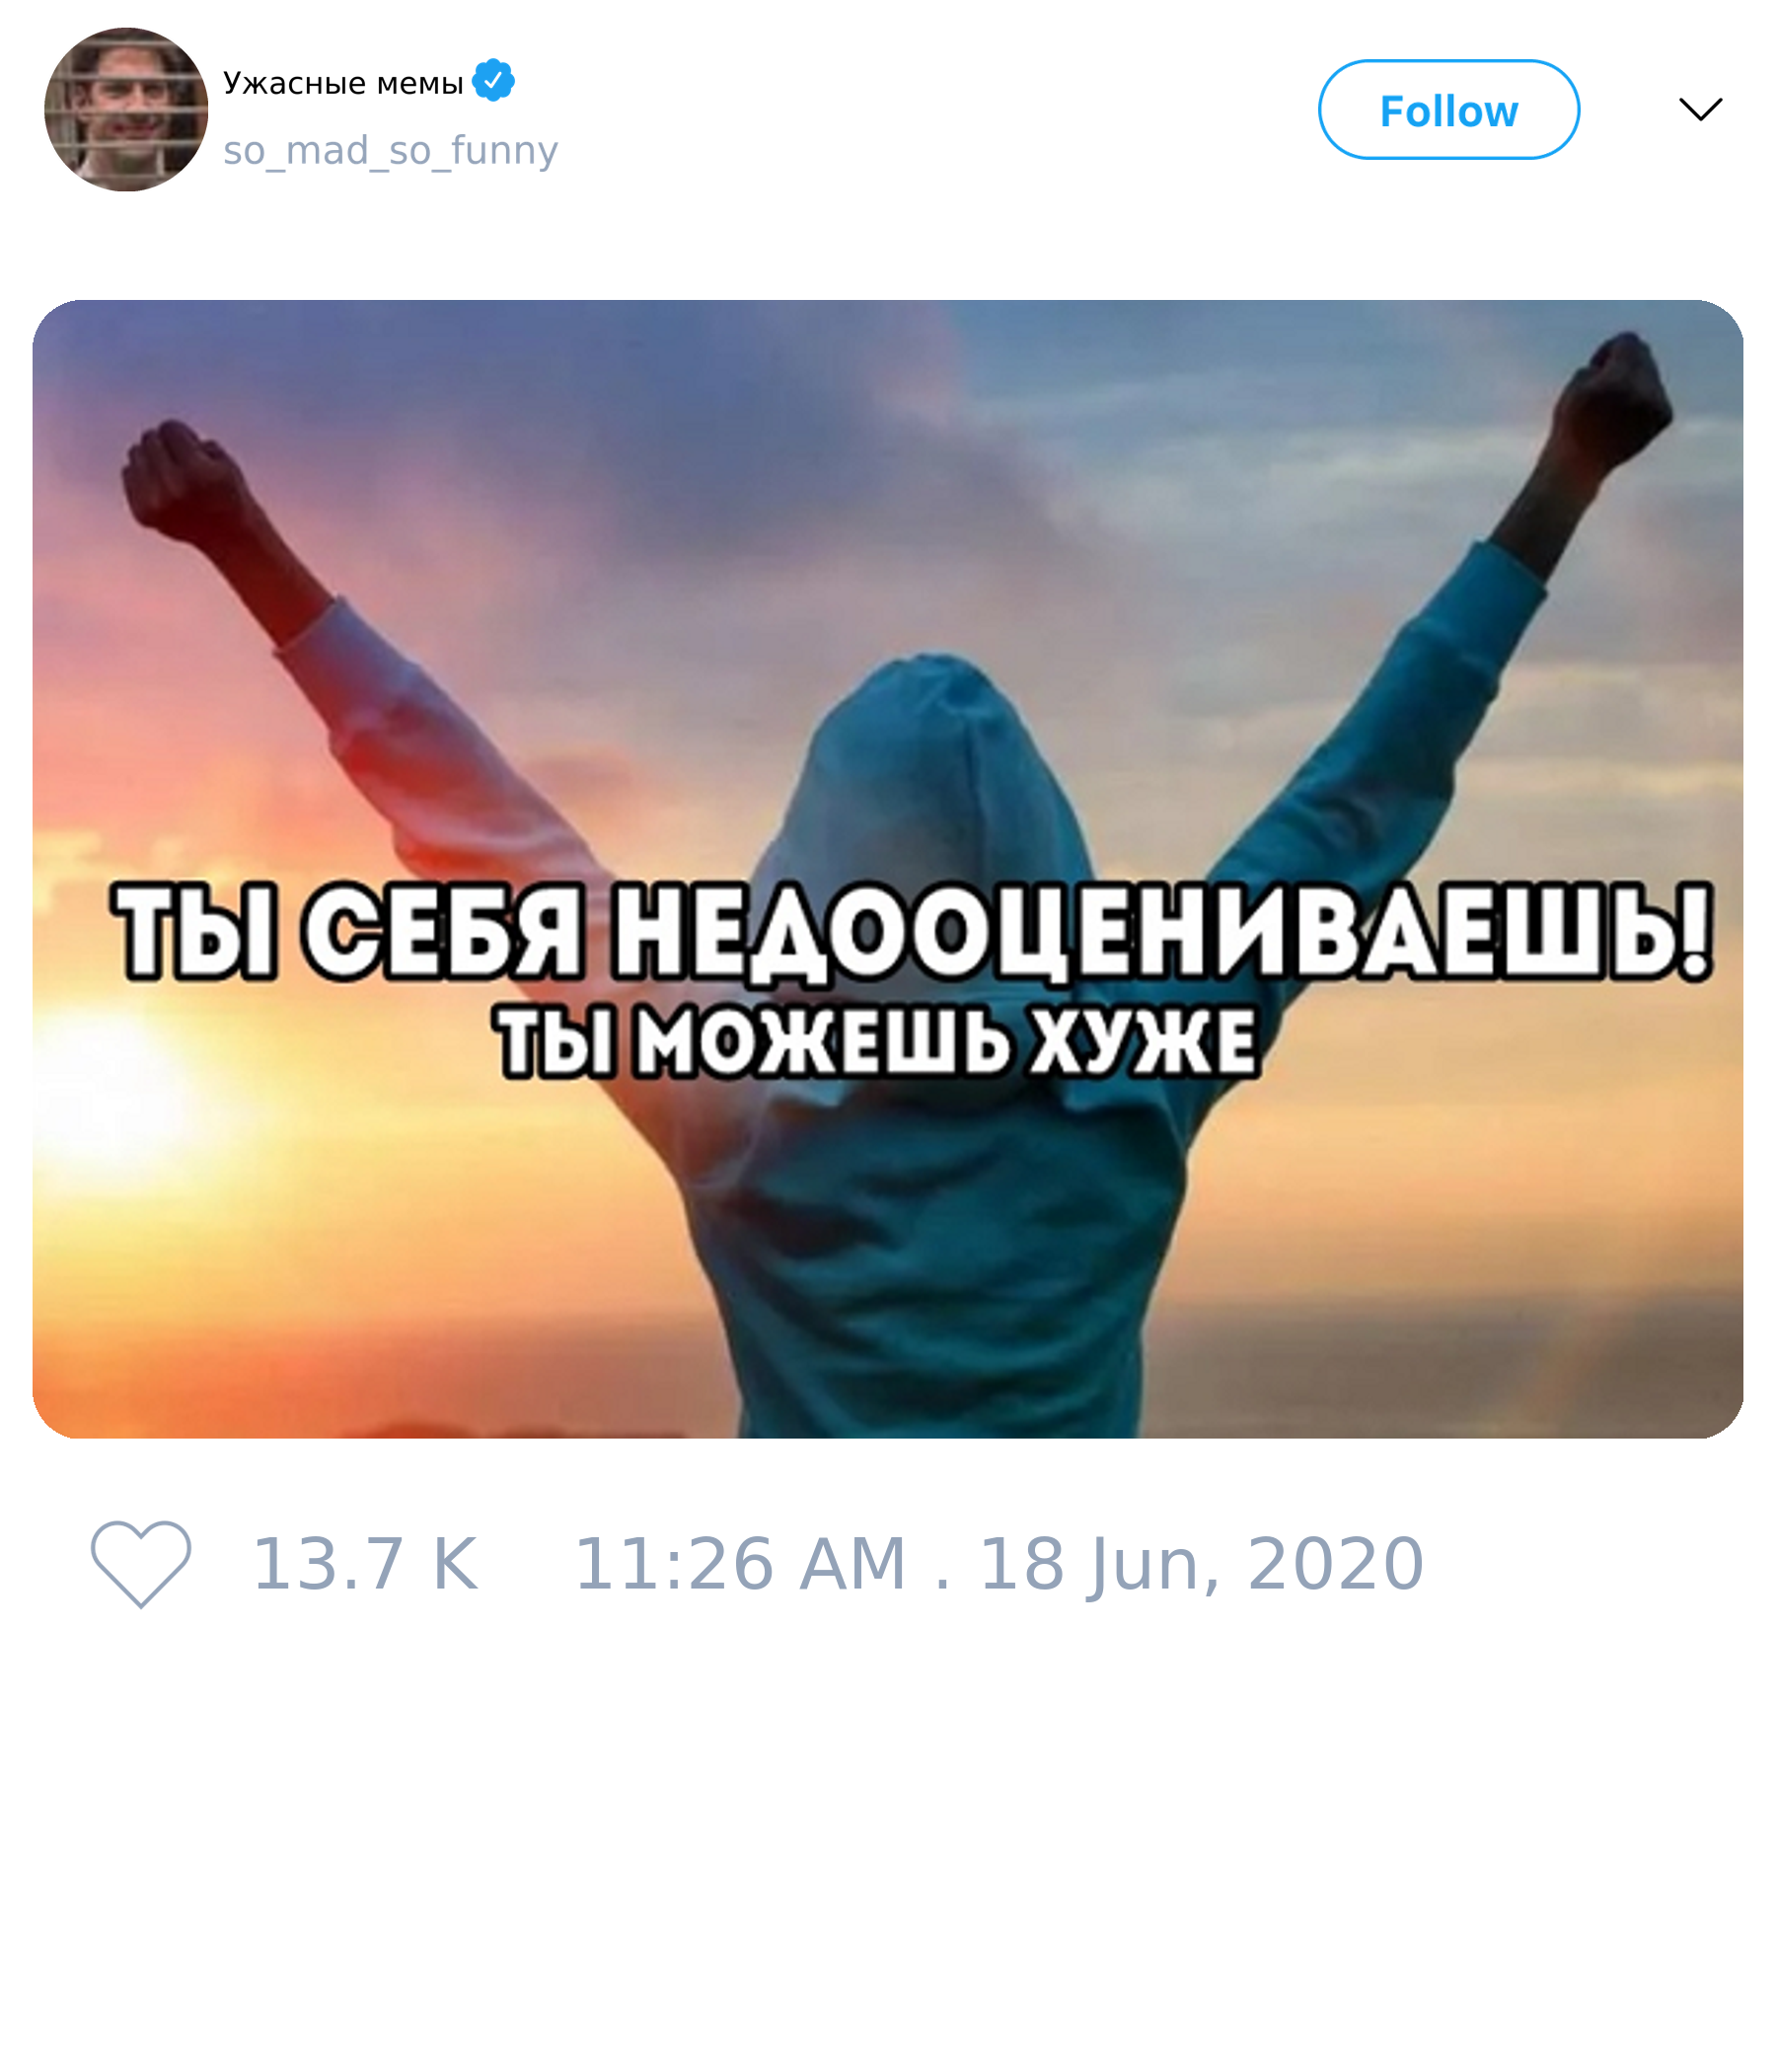 Ужасные мемы
so_mad_so_funny
Follow
ТЫ СЕБЯ НЕДООЦЕНИВАЕШЬ!
ТЫ МОЖЕШЬ ХУЖЕ
13.7 K 11:26 AM . 18 Jun, 2020